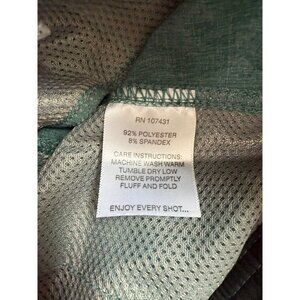 RN 107431
92% POLYESTER
8% SPANDEX
CARE INSTRUCTIONS:
MACHINE WASH WARM
TUMBLE DRY LOW
REMOVE PROMPTLY
FLUFF AND FOLD
ENJOY EVERY SHOT...